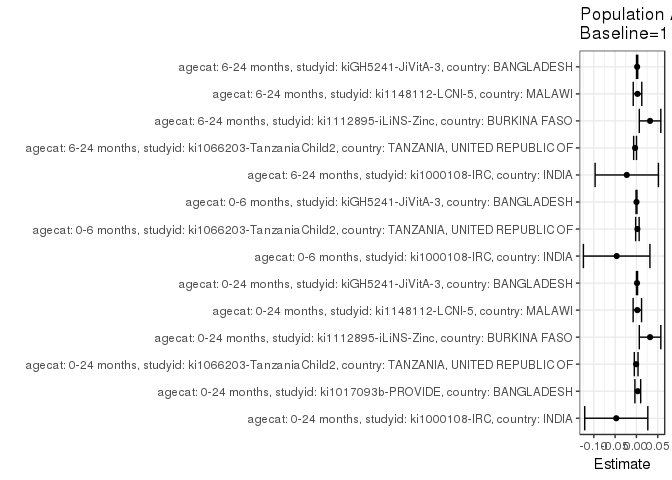 Population
Baseline=1
agecat: 6-24 months, studyid: kiGH5241-JiVitA-3, country: BANGLADESH
agecat: 6-24 months, studyid: ki1148112-LCNI-5, country: MALAWI
agecat: 6-24 months, studyid: ki1112895-iLiNS-Zinc, country: BURKINA FASO
agecat: 6-24 months, studyid: ki1066203-TanzaniaChild2, country: TANZANIA, UNITED REPUBLIC OF
agecat: 6-24 months, studyid: ki1000108-IRC, country: INDIA
agecat: 0-6 months, studyid: kiGH5241-JiVitA-3, country: BANGLADESH
agecat: 0-6 months, studyid: ki1066203-TanzaniaChild2, country: TANZANIA, UNITED REPUBLIC OF
agecat: 0-6 months, studyid: ki1000108-IRC, country: INDIA
agecat: 0-24 months, studyid: kiGH5241-JiVitA-3, country: BANGLADESH
agecat: 0-24 months, studyid: ki1148112-LCNI-5, country: MALAWI
agecat: 0-24 months, studyid: ki1112895-iLiNS-Zinc, country: BURKINA FASO
agecat: 0-24 months, studyid: ki1066203-TanzaniaChild2, country: TANZANIA, UNITED REPUBLIC OF
agecat: 0-24 months, studyid: ki1017093b-PROVIDE, country: BANGLADESH
agecat: 0-24 months, studyid: ki1000108-IRC, country: INDIA
-0.10 -0.05 0.00 0.05
Estimate